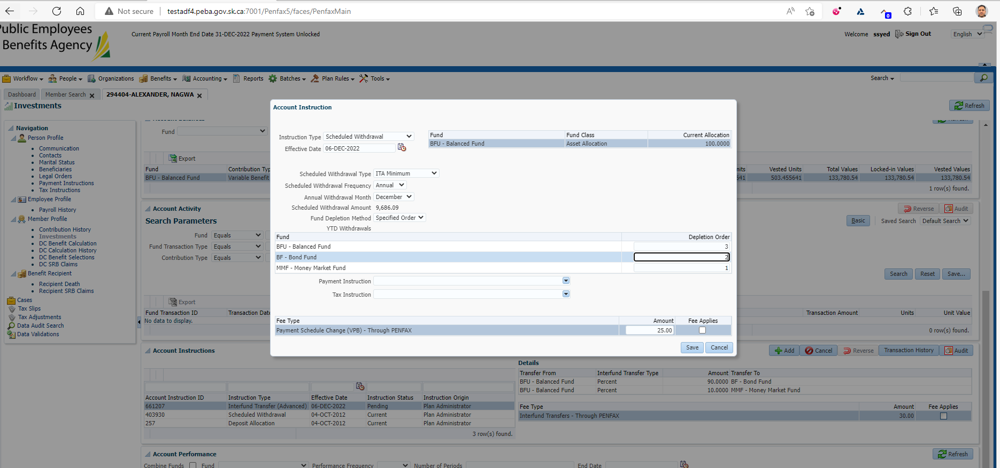 Not secure testadf4.peba.gov.sk.ca:7001/Penfax5/faces/PenfaxMain
0
Public Employees
Benefits Agency
Current Payroll Month End Date 31-DEC-2022 Payment System Unlocked
Welcome ssyed Sign Out English
Workflow People Organizations Benefits Accounting Reports Batches Plan Rules Tools Search
Dashboard Member Search 294404-ALEXANDER, NAGWA
Investments
Refresh
Navigation
Person Profile
Communication
Contacts
Marital Status
Beneficiaries
Legal Orders
Payment Instructions
Tax Instructions
Employee Profile
Payroll History
Member Profile
Contribution History
Investments
DC Benefit Calculation
DC Calculation History
DC Benefit Selections
DC SRB Claims
Benefit Recipient
Recipient Death
Recipient SRB Claims
Cases
Tax Slips
Tax Adjustments
Data Audit Search
Data Validations
Fund
Export
Fund Contribution Typ
BFU - Balanced Fund Variable Benefit
nits Vested Units Total Values Locked-in Values Vested Values
641 503.455641 133,780.54 133,780.54 133,780.54
1 row(s) found.
Account Activity
Reverse Audit
Search Parameters
Basic Saved Search Default Search
Fund Equals
Fund Transaction Type Equals
Contribution Type Equals
Search Reset Save...
Export
Fund Transaction ID Transaction Date
Transaction Amount Units Unit Value
No data to display.
0 row(s) found.
Account Instruction
Instruction Type Scheduled Withdrawal
Effective Date 06-DEC-2022
Fund Fund Class Current Allocation
BFU - Balanced Fund Asset Allocation 100.0000
Scheduled Withdrawal Type ITA Minimum
Scheduled Withdrawal Frequency Annual
Annual Withdrawal Month December
Scheduled Withdrawal Amount 9,686.09
Fund Depletion Method Specified Order
YTD Withdrawals
Fund Depletion Order
BFU - Balanced Fund 3
BF - Bond Fund 2
MMF - Money Market Fund 1
Payment Instruction
Tax Instruction
Fee Type Amount Fee Applies
Payment Schedule Change (VPB) - Through PENFAX 25.00
Save Cancel
Account Instructions
Add Cancel Reverse Transaction History Audit
Account Instruction ID Instruction Type Effective Date Instruction Status Instruction Origin
661207 Interfund Transfer (Advanced) 06-DEC-2022 Pending Plan Administrator
403930 Scheduled Withdrawal 04-OCT-2012 Current Plan Administrator
257 Deposit Allocation 04-OCT-2012 Current Plan Administrator
3 row(s) found.
Details
Transfer From Interfund Transfer Type Amount Transfer To
BFU - Balanced Fund Percent 90.0000 BF - Bond Fund
BFU - Balanced Fund Percent 10.0000 MMF - Money Market Fund
Fee Type Amount Fee Applies
Interfund Transfers - Through PENFAX 30.00
Account Performance
Refresh
Combine Funds Fund Performance Frequency Number of Periods End Date